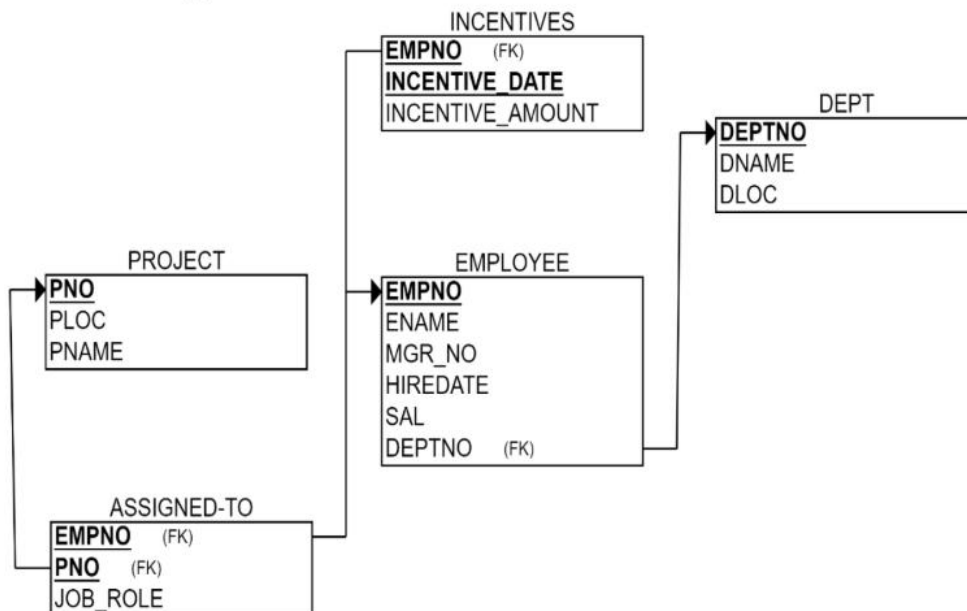 INCENTIVES
EMPNO (FK)
INCENTIVE_DATE
INCENTIVE_AMOUNT
DEPT
DEPTNO
DNAME
DLOC
PROJECT
PNO
PLOC
PNAME
EMPLOYEE
EMPNO
ENAME
MGR_NO
HIREDATE
SAL
DEPTNO (FK)
ASSIGNED-TO
EMPNO (FK)
PNO (FK)
JOB_ROLE